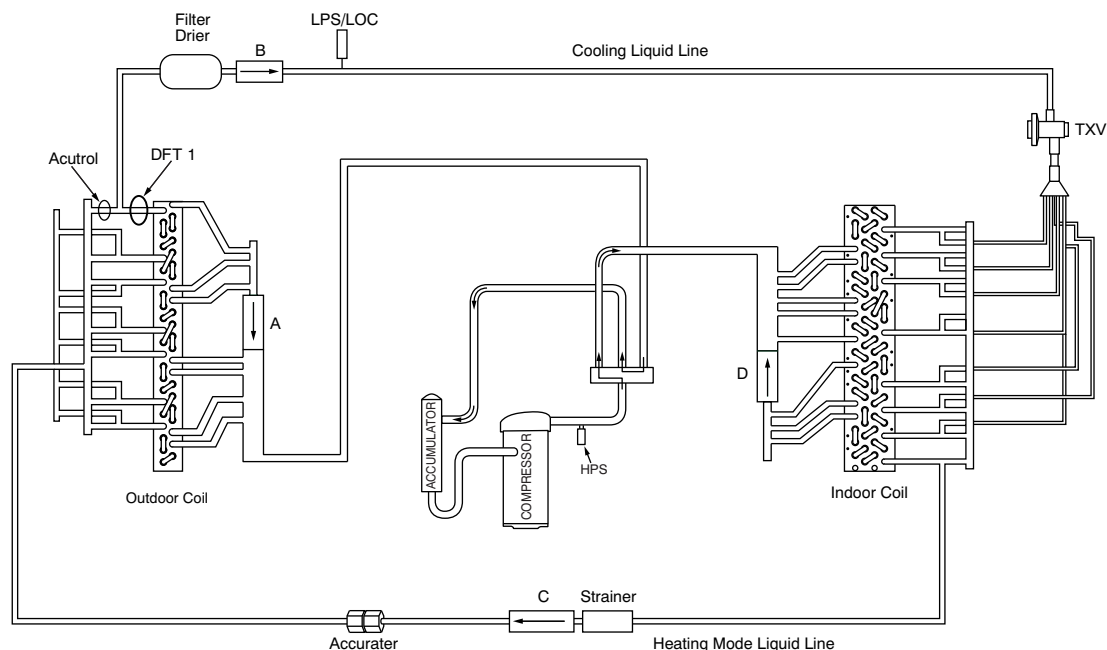 Filter
Drier
B
LPS/LOC
Cooling Liquid Line
TXV
Acutrol
DFT 1
A
D
ACCUMULATOR
COMPRESSOR
HPS
Outdoor Coil
Indoor Coil
C
Strainer
Accurater
Heating Mode Liquid Line